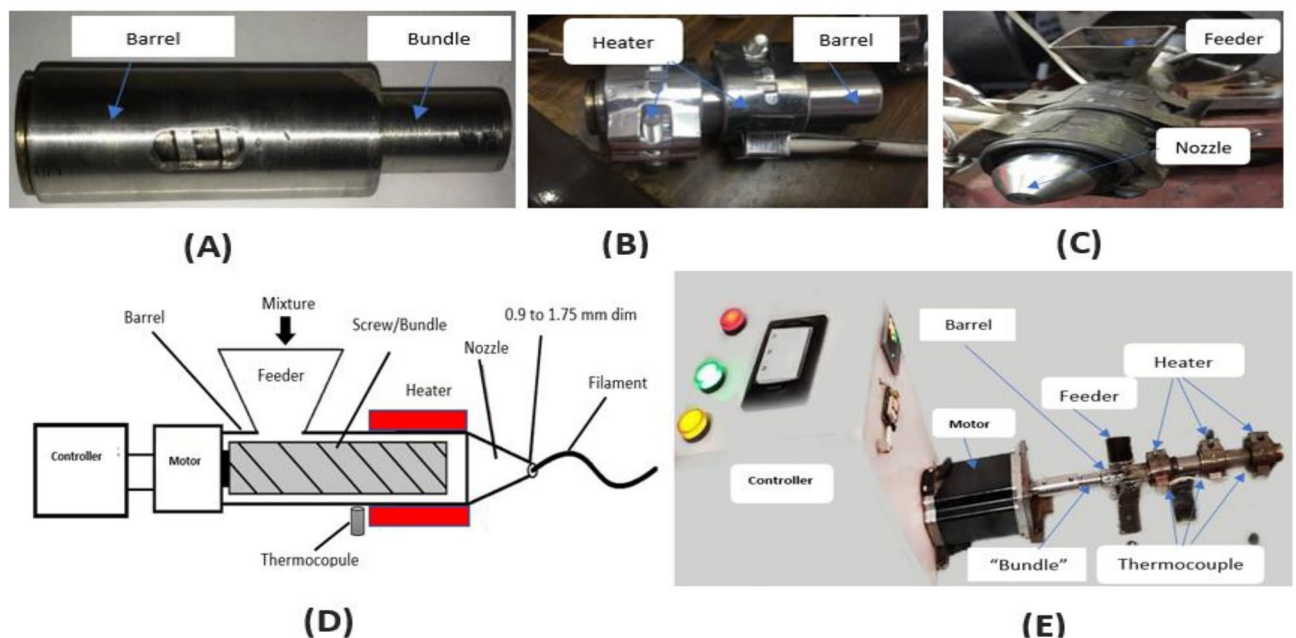 Barrel
Bundle
Heater
Barrel
Feeder
Nozzle
(A)
(B)
(C)
Mixture
Barrel
Screw/Bundle
0.9 to 1.75 mm dim
Nozzle
Feeder
Heater
Filament
Controller
Motor
Thermocopule
(D)
Barrel
Heater
Feeder
Motor
Controller
"Bundle"
Thermocouple
(E)